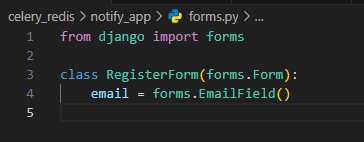 celery_redis > notify_app > forms.py > ...
1 from django import forms
2
3 class RegisterForm(forms.Form):
4     email = forms.EmailField()
5